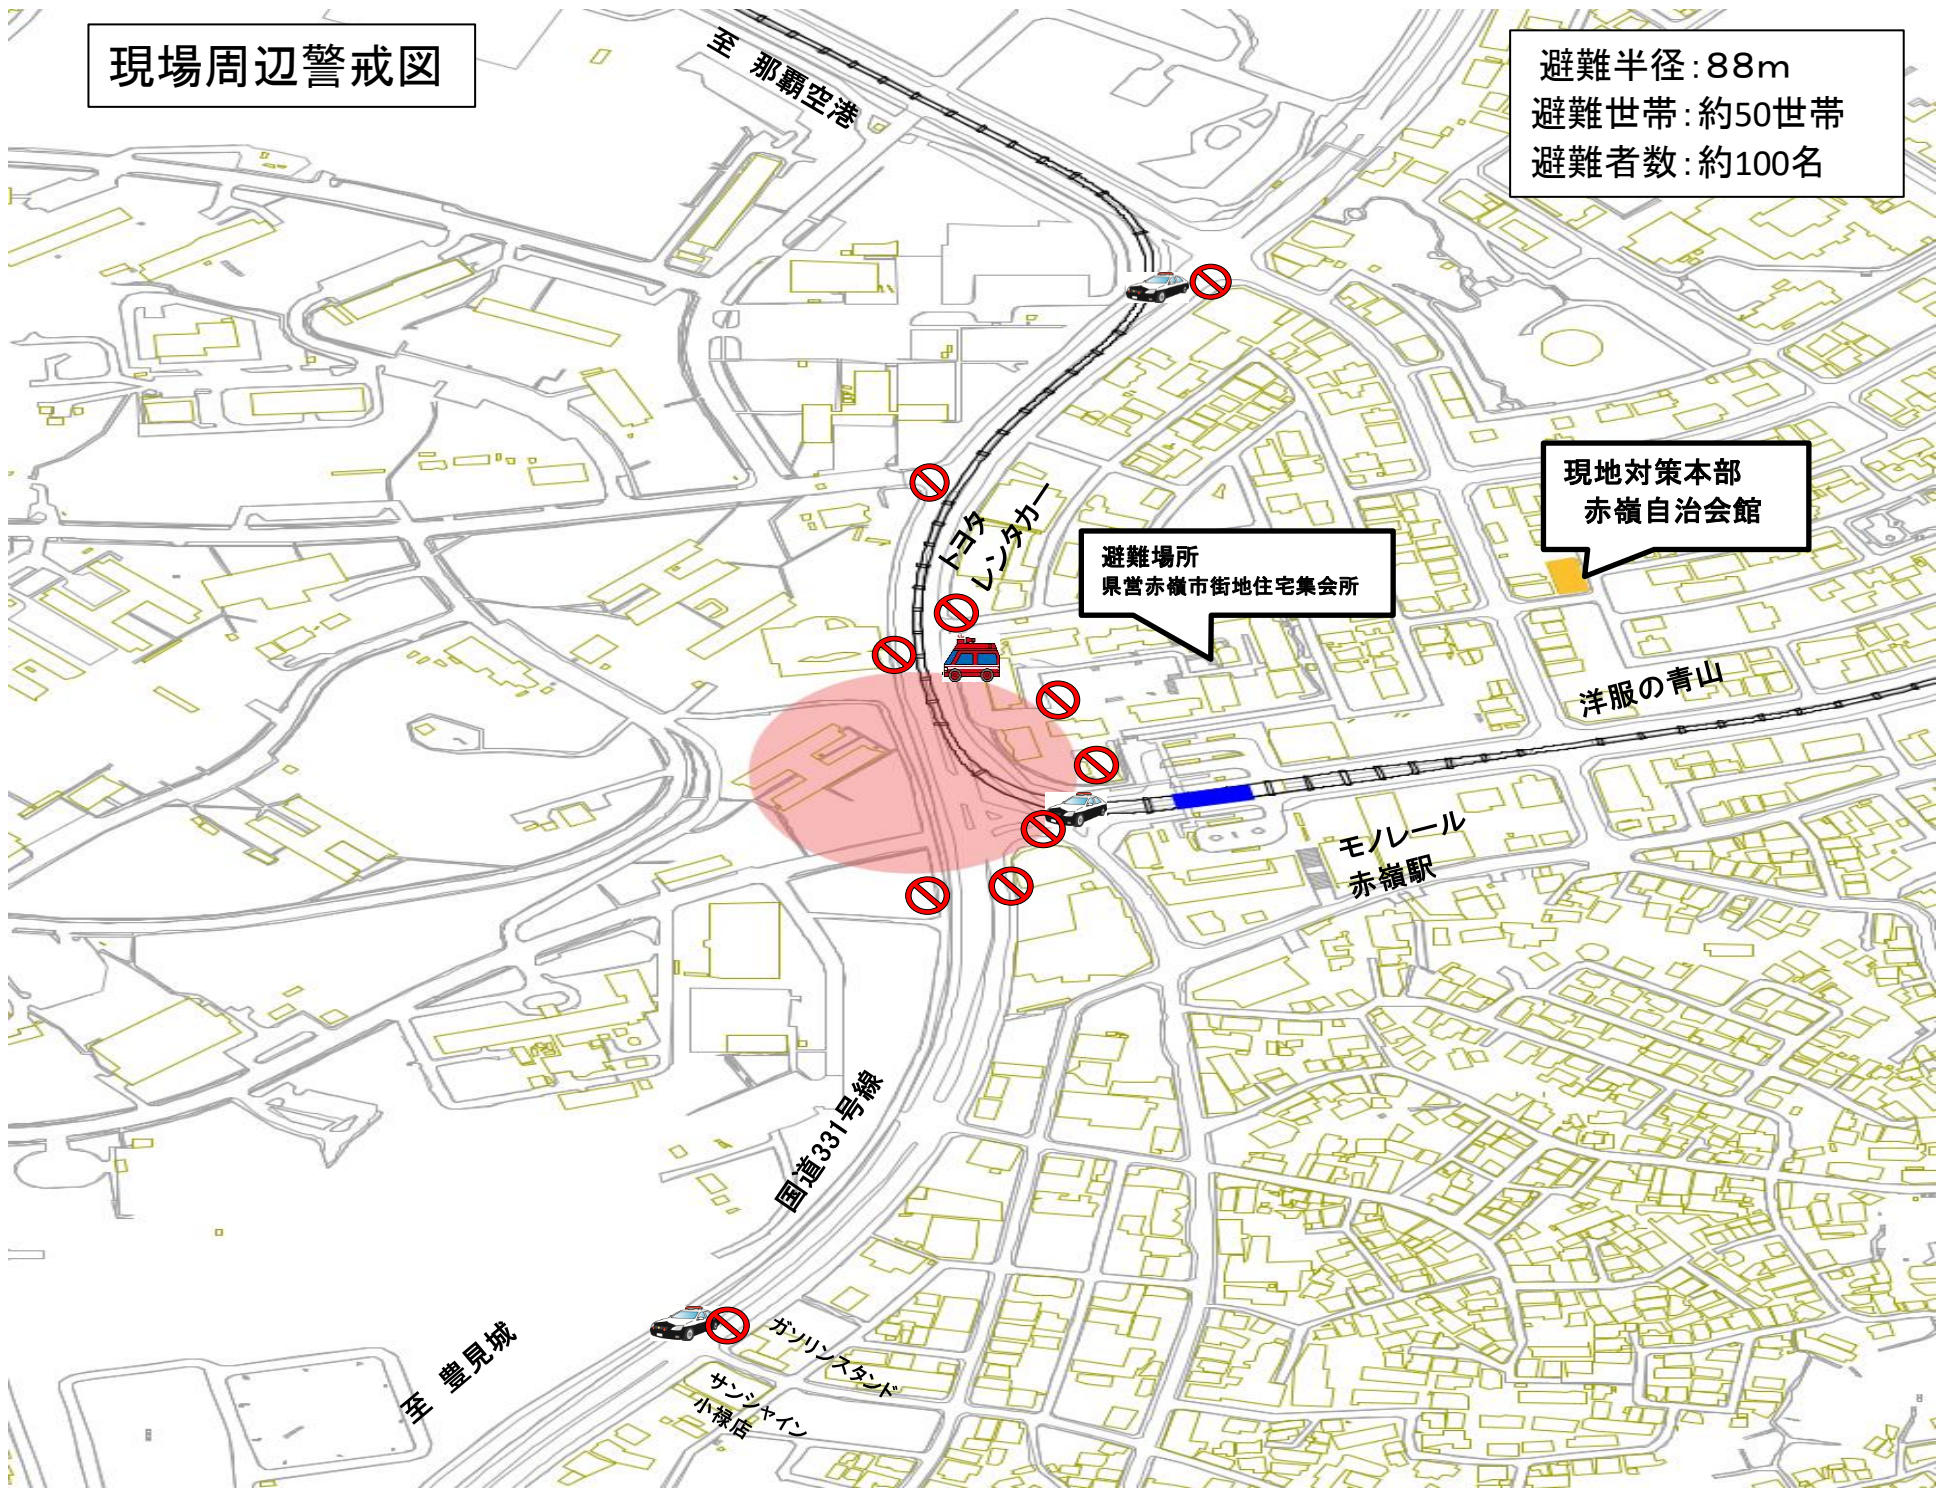 現場周辺警戒図
避難半径：８８ｍ
避難世帯：約50世帯
避難者数：約100名
至　那覇空港
現地対策本部
赤嶺自治会館
トヨタ
レンタカー
避難場所
県営赤嶺市街地住宅集会所
洋服の青山
モノレール
赤嶺駅
国道331号線
至　豊見城
ガソリンスタンド
サンシャイン
小禄店